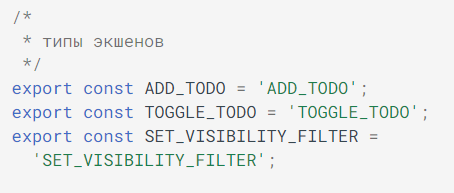 /*
 * типы экшенов
 */
export const ADD_TODO = 'ADD_TODO';
export const TOGGLE_TODO = 'TOGGLE_TODO';
export const SET_VISIBILITY_FILTER =
  'SET_VISIBILITY_FILTER';